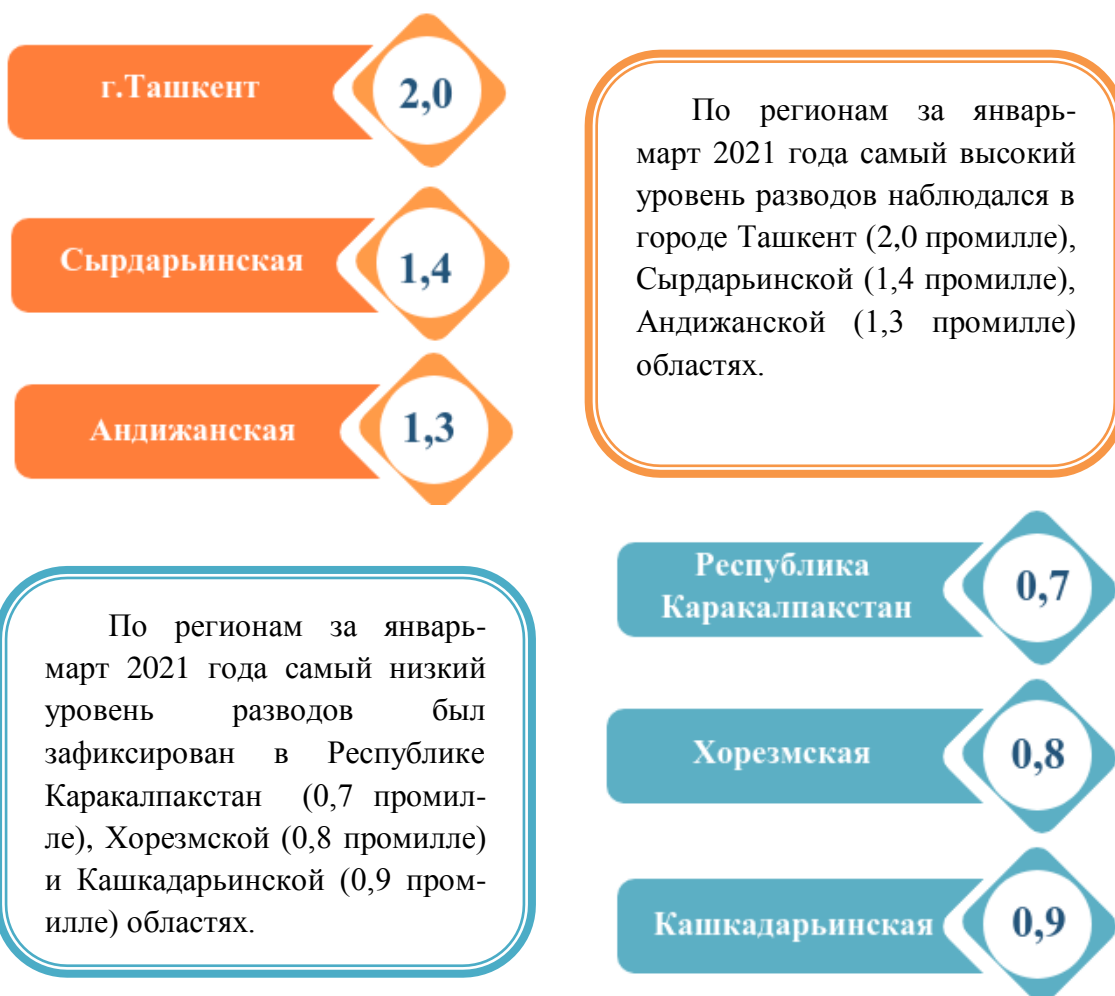 г.Ташкент
2,0
Сырдарьинская
1,4
Андижанская
1,3
По регионам за январь-
март 2021 года самый высокий
уровень разводов наблюдался в
городе Ташкент (2,0 промилле),
Сырдарьинской (1,4 промилле),
Андижанской (1,3 промилле)
областях.
По регионам за январь-
март 2021 года самый низкий
уровень разводов был
зафиксирован в Республике
Каракалпакстан (0,7 промил-
ле), Хорезмской (0,8 промилле)
и Кашкадарьинской (0,9 пром-
илле) областях.
Республика
Каракалпакстан
0,7
Хорезмская
0,8
Кашкадарьинская
0,9